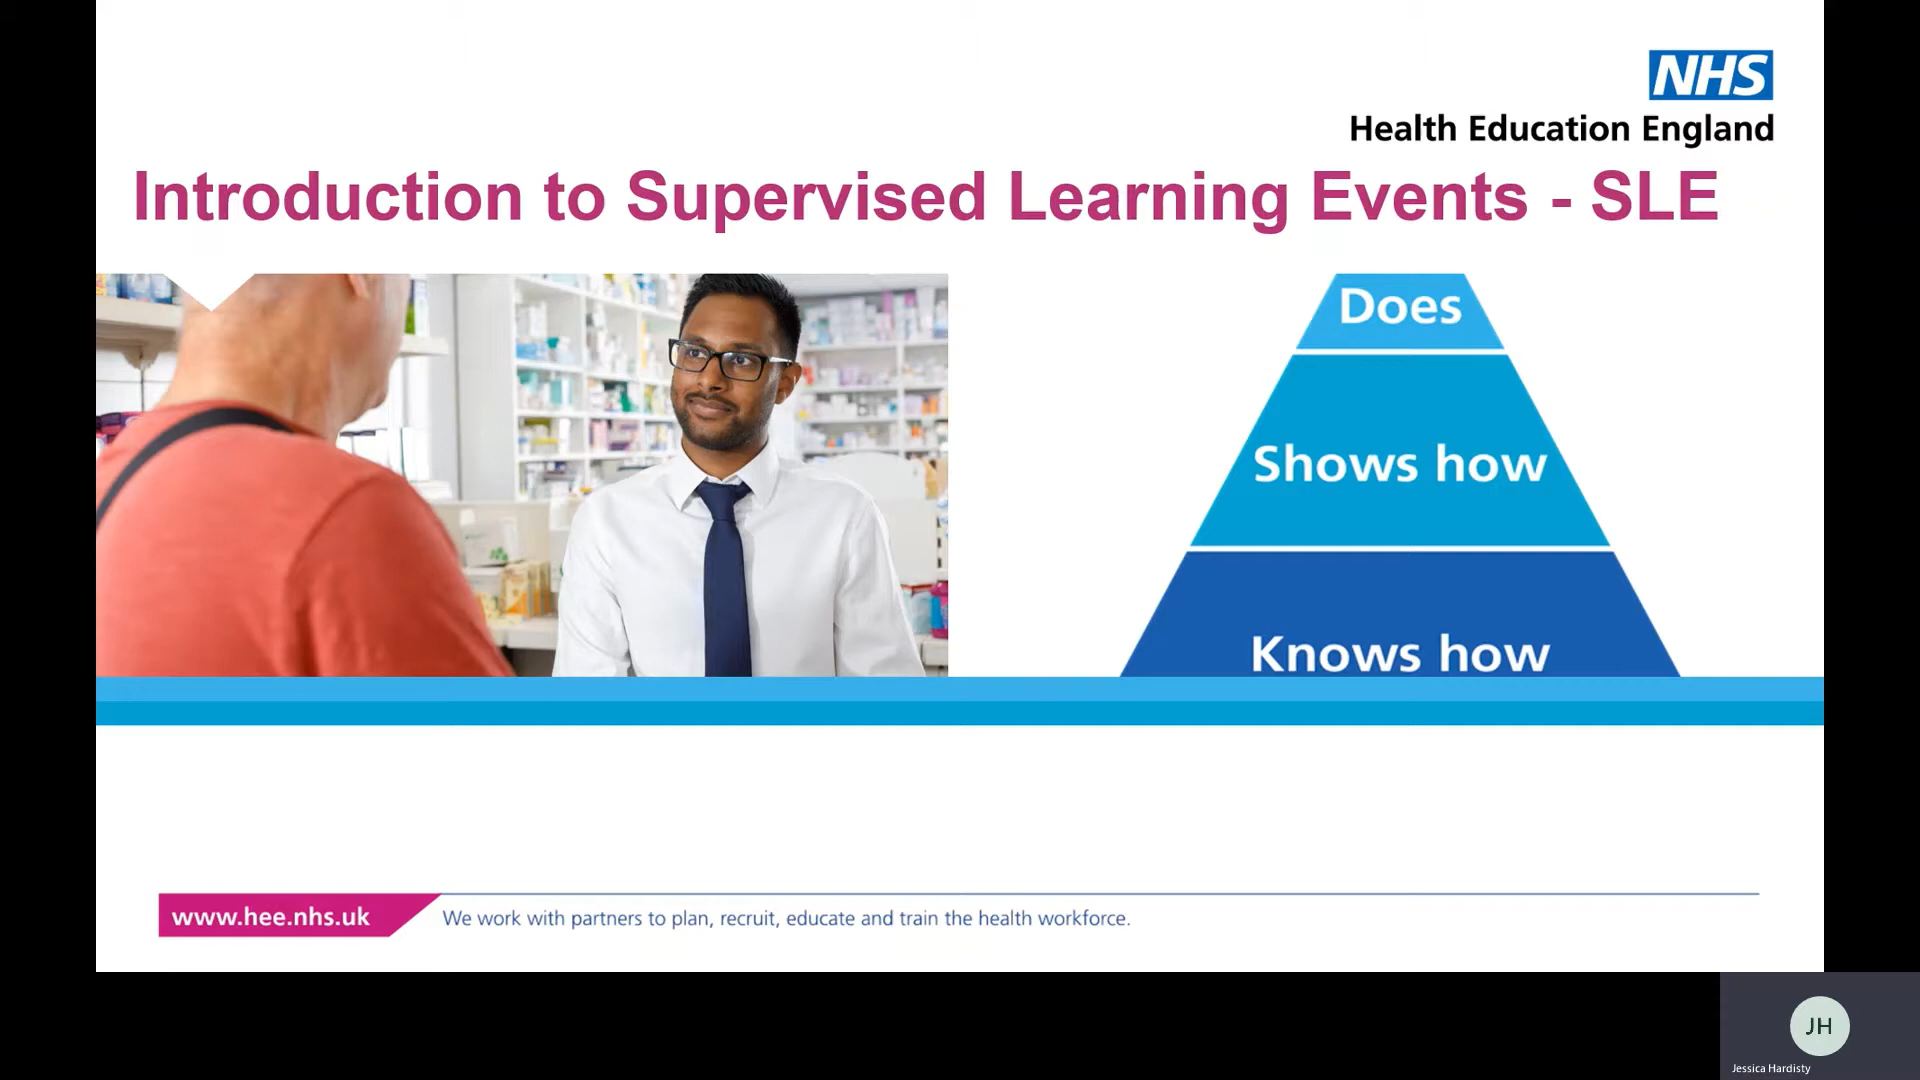 NHS
Health Education England
Introduction to Supervised Learning Events - SLE
Does
Shows how
Knows how
www.hee.nhs.uk
We work with partners to plan, recruit, educate and train the health workforce.
JH
Jessica Hardisty